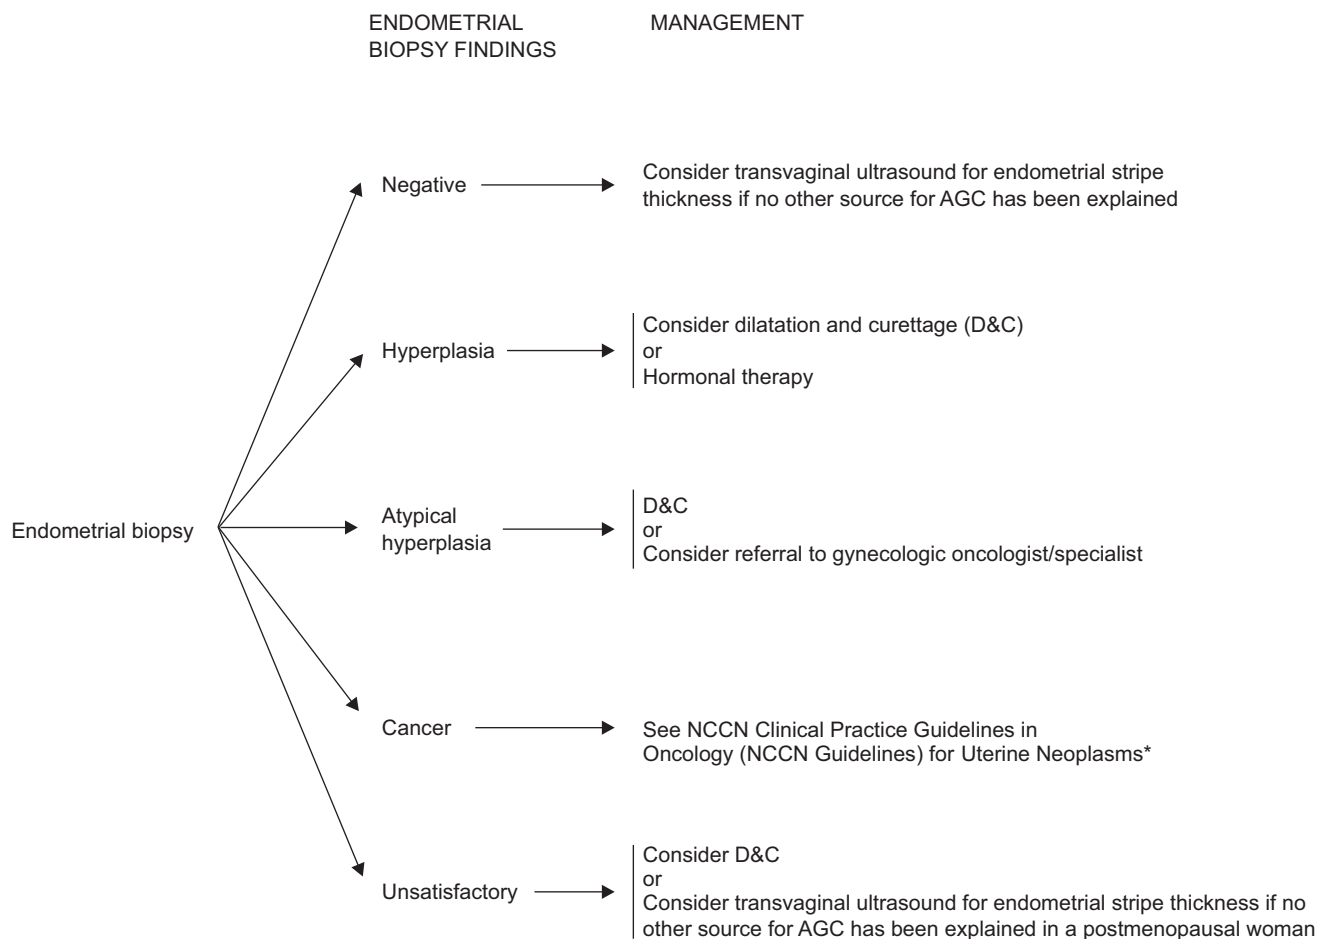 ENDOMETRIAL
BIOPSY FINDINGS
MANAGEMENT
Negative
Consider transvaginal ultrasound for endometrial stripe
thickness if no other source for AGC has been explained
Hyperplasia
Consider dilatation and curettage (D&C)
or
Hormonal therapy
Endometrial biopsy
Atypical
hyperplasia
D&C
or
Consider referral to gynecologic oncologist/specialist
Cancer
See NCCN Clinical Practice Guidelines in
Oncology (NCCN Guidelines) for Uterine Neoplasms*
Unsatisfactory
Consider D&C
or
Consider transvaginal ultrasound for endometrial stripe thickness if no
other source for AGC has been explained in a postmenopausal woman